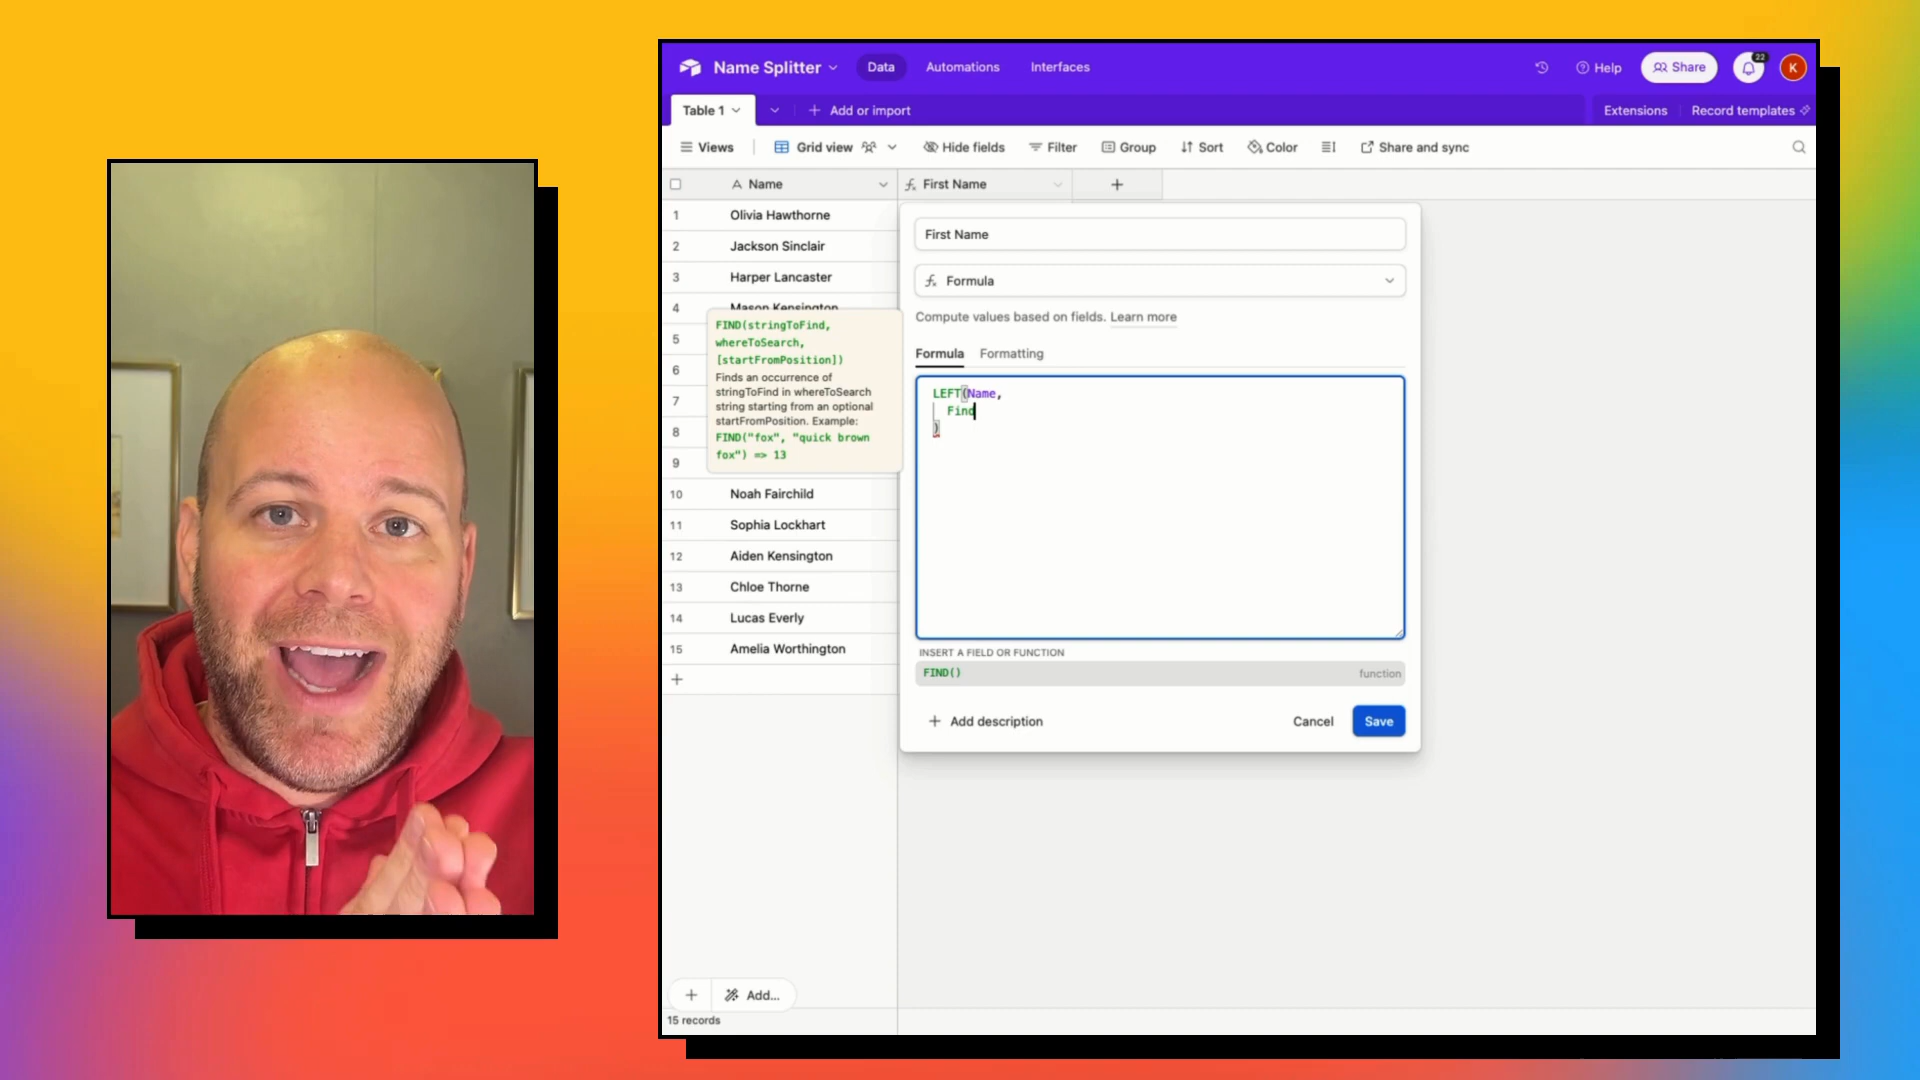 Name Splitter
Data
Automations
Interfaces
Help
Share
22
K
Table 1
Add or import
Extensions
Record templates
Views
Grid view
Hide fields
Filter
Group
Sort
Color
Share and sync
Name
First Name
1 Olivia Hawthorne
2 Jackson Sinclair
3 Harper Lancaster
4 Mason Kensington
5
6
7
8
9
10 Noah Fairchild
11 Sophia Lockhart
12 Aiden Kensington
13 Chloe Thorne
14 Lucas Everly
15 Amelia Worthington
FIND(stringToFind,
whereToSearch,
[startFromPosition])
Finds an occurrence of
stringToFind in whereToSearch
string starting from an optional
startFromPosition. Example:
FIND("fox", "quick brown
fox") => 13
First Name
Formula
Compute values based on fields. Learn more
Formula
Formatting
LEFT(Name,
Find
)
INSERT A FIELD OR FUNCTION
FIND()
function
Add description
Cancel
Save
Add...
15 records